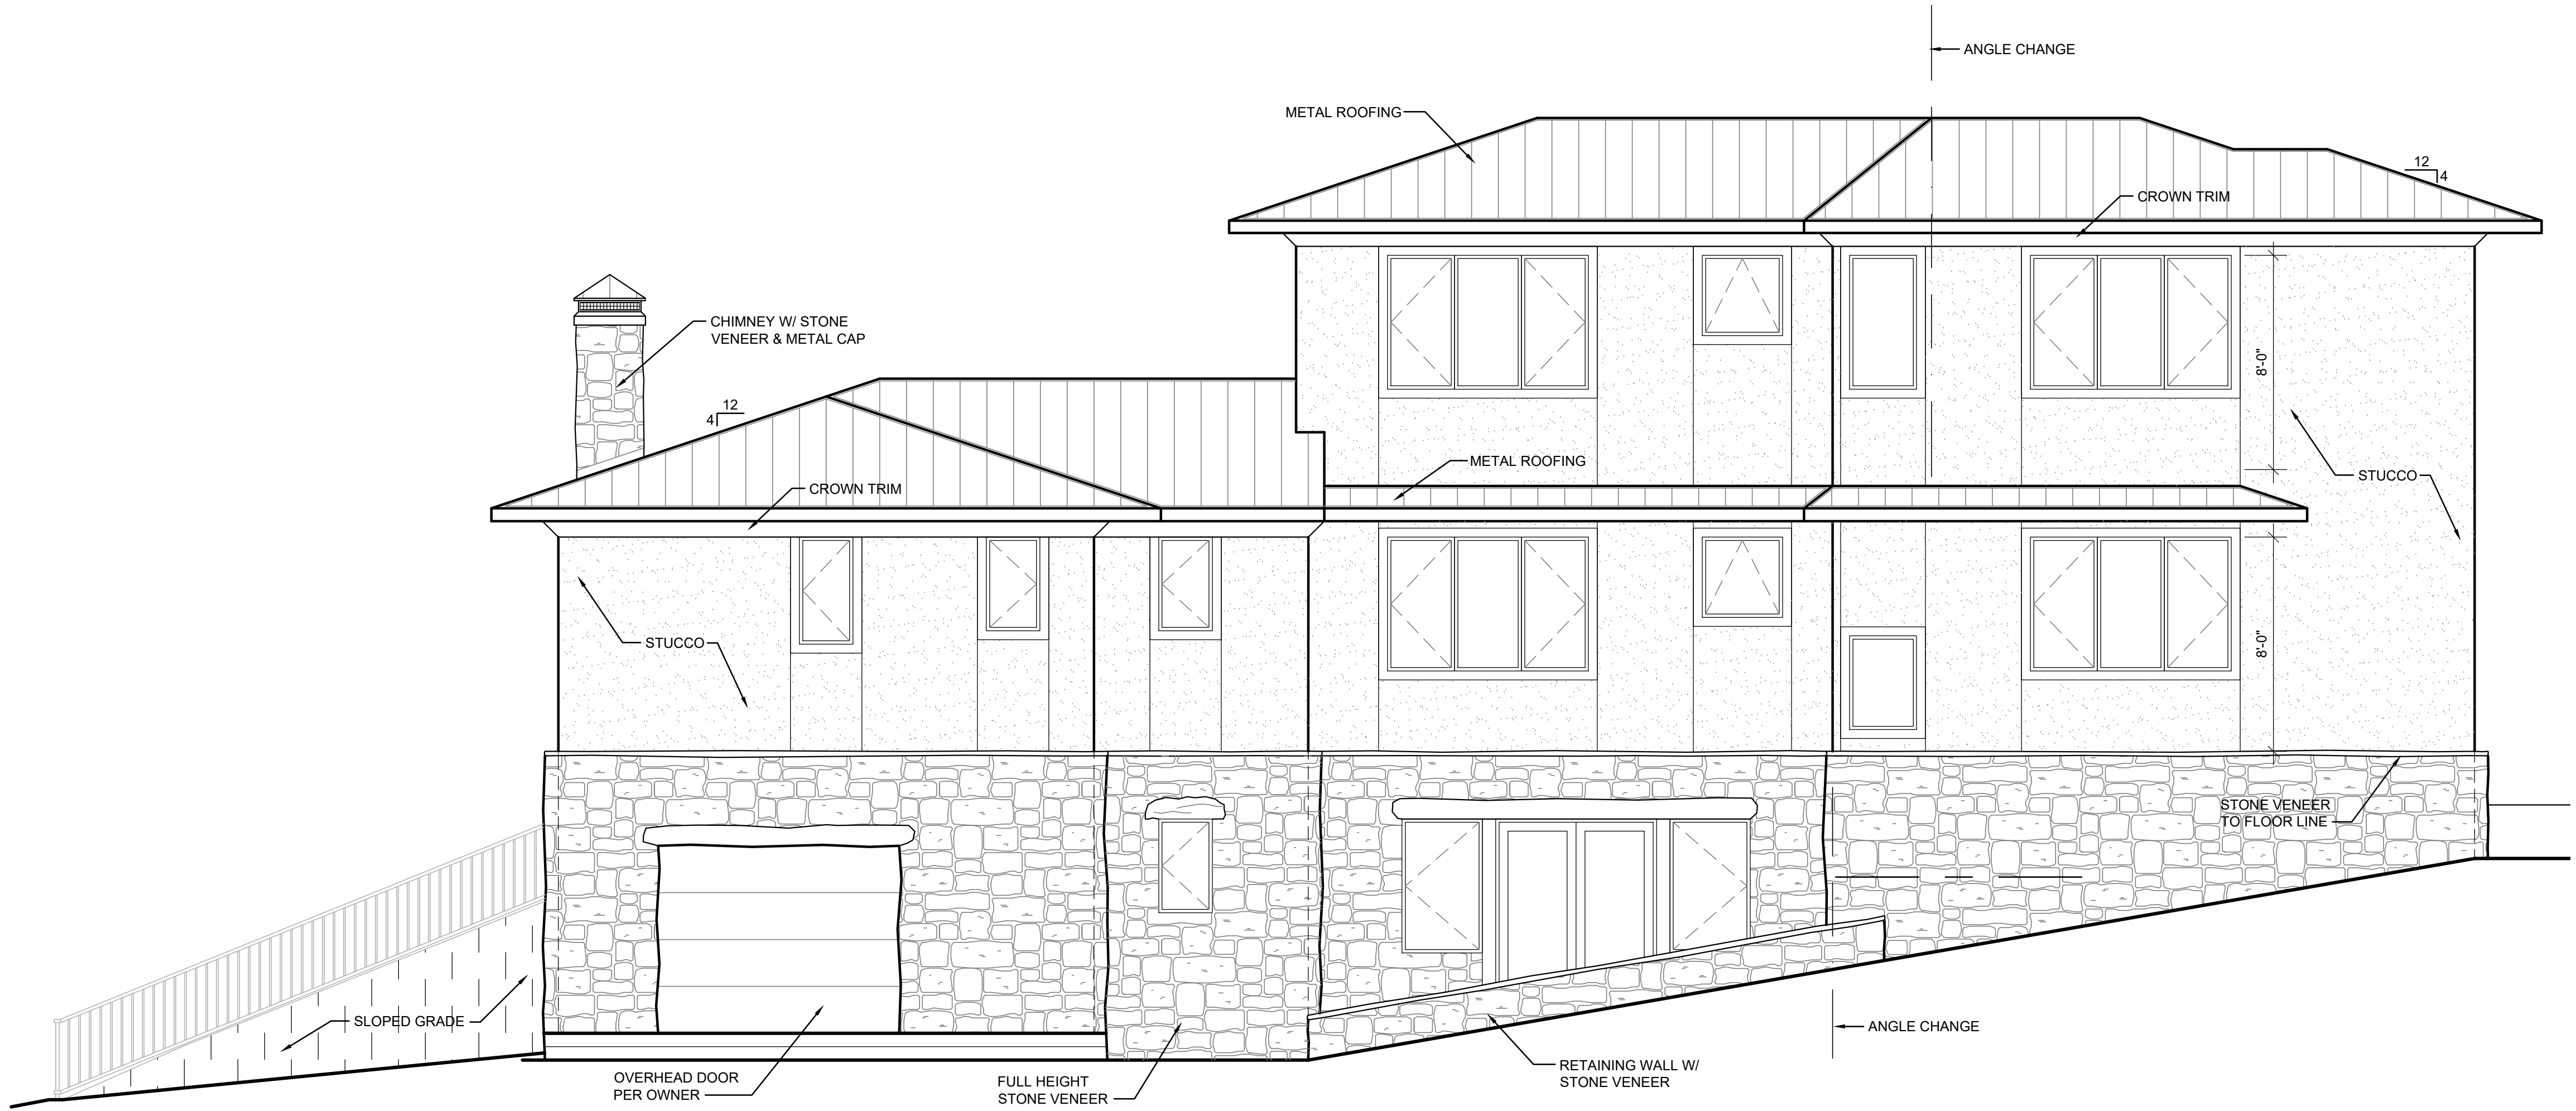 ANGLE CHANGE
METAL ROOFING
12
4
CROWN TRIM
CHIMNEY W/ STONE
VENEER & METAL CAP
8'-0"
12
4
METAL ROOFING
STUCCO
CROWN TRIM
STUCCO
8'-0"
STONE VENEER
TO FLOOR LINE
SLOPED GRADE
ANGLE CHANGE
OVERHEAD DOOR
PER OWNER
FULL HEIGHT
STONE VENEER
RETAINING WALL W/
STONE VENEER